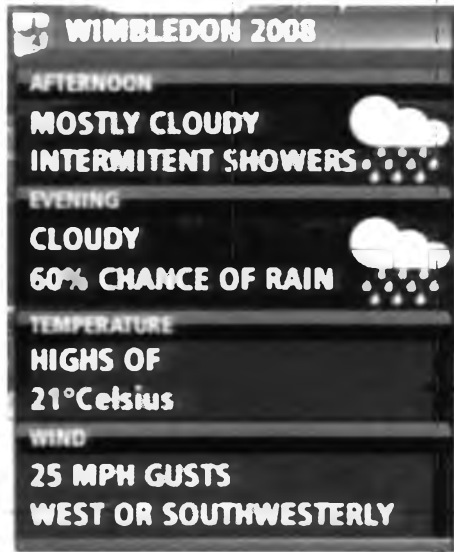 WIMBLEDON 2008
AFTERNOON
MOSTLY CLOUDY
INTERMITENT SHOWERS
EVENING
CLOUDY
60% CHANCE OF RAIN
TEMPERATURE
HIGHS OF
21°Celsius
WIND
25 MPH GUSTS
WEST OR SOUTHWESTERLY